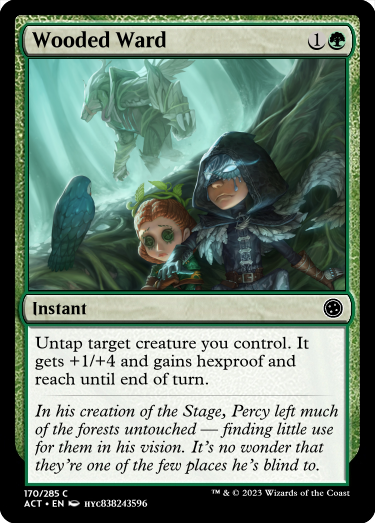 Wooded Ward 1
Instant
Untap target creature you control. It
gets +1/+4 and gains hexproof and
reach until end of turn.
In his creation of the Stage, Percy left much
of the forests untouched — finding little use
for them in his vision. It's no wonder that
they're one of the few places he's blind to.
170/285 C
ACT • EN HYC838243596
™ & © 2023 Wizards of the Coast